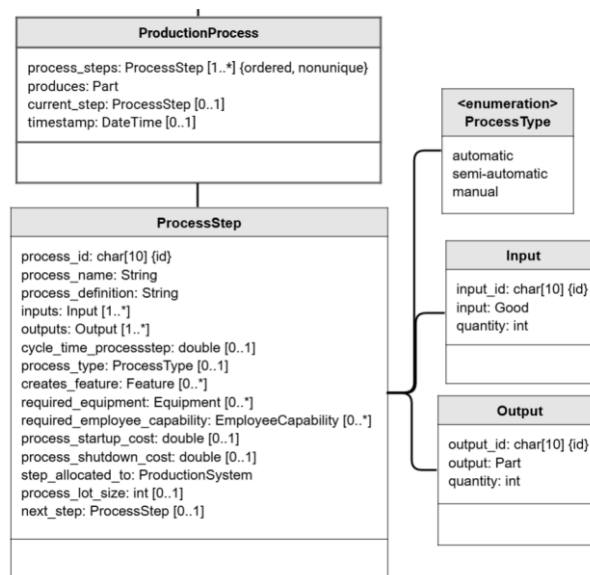 ProductionProcess
process_steps: ProcessStep [1..*] {ordered, nonunique}
produces: Part
current_step: ProcessStep [0..1]
timestamp: DateTime [0..1]
<enumeration>
ProcessType
automatic
semi-automatic
manual
ProcessStep
process_id: char[10] {id}
process_name: String
process_definition: String
inputs: Input [1..*]
outputs: Output [1..*]
cycle_time_processstep: double [0..1]
process_type: ProcessType [0..1]
creates_feature: Feature [0..*]
required_equipment: Equipment [0..*]
required_employee_capability: EmployeeCapability [0..*]
process_startup_cost: double [0..1]
process_shutdown_cost: double [0..1]
step_allocated_to: ProductionSystem
process_lot_size: int [0..1]
next_step: ProcessStep [0..1]
Input
input_id: char[10] {id}
input: Good
quantity: int
Output
output_id: char[10] {id}
output: Part
quantity: int